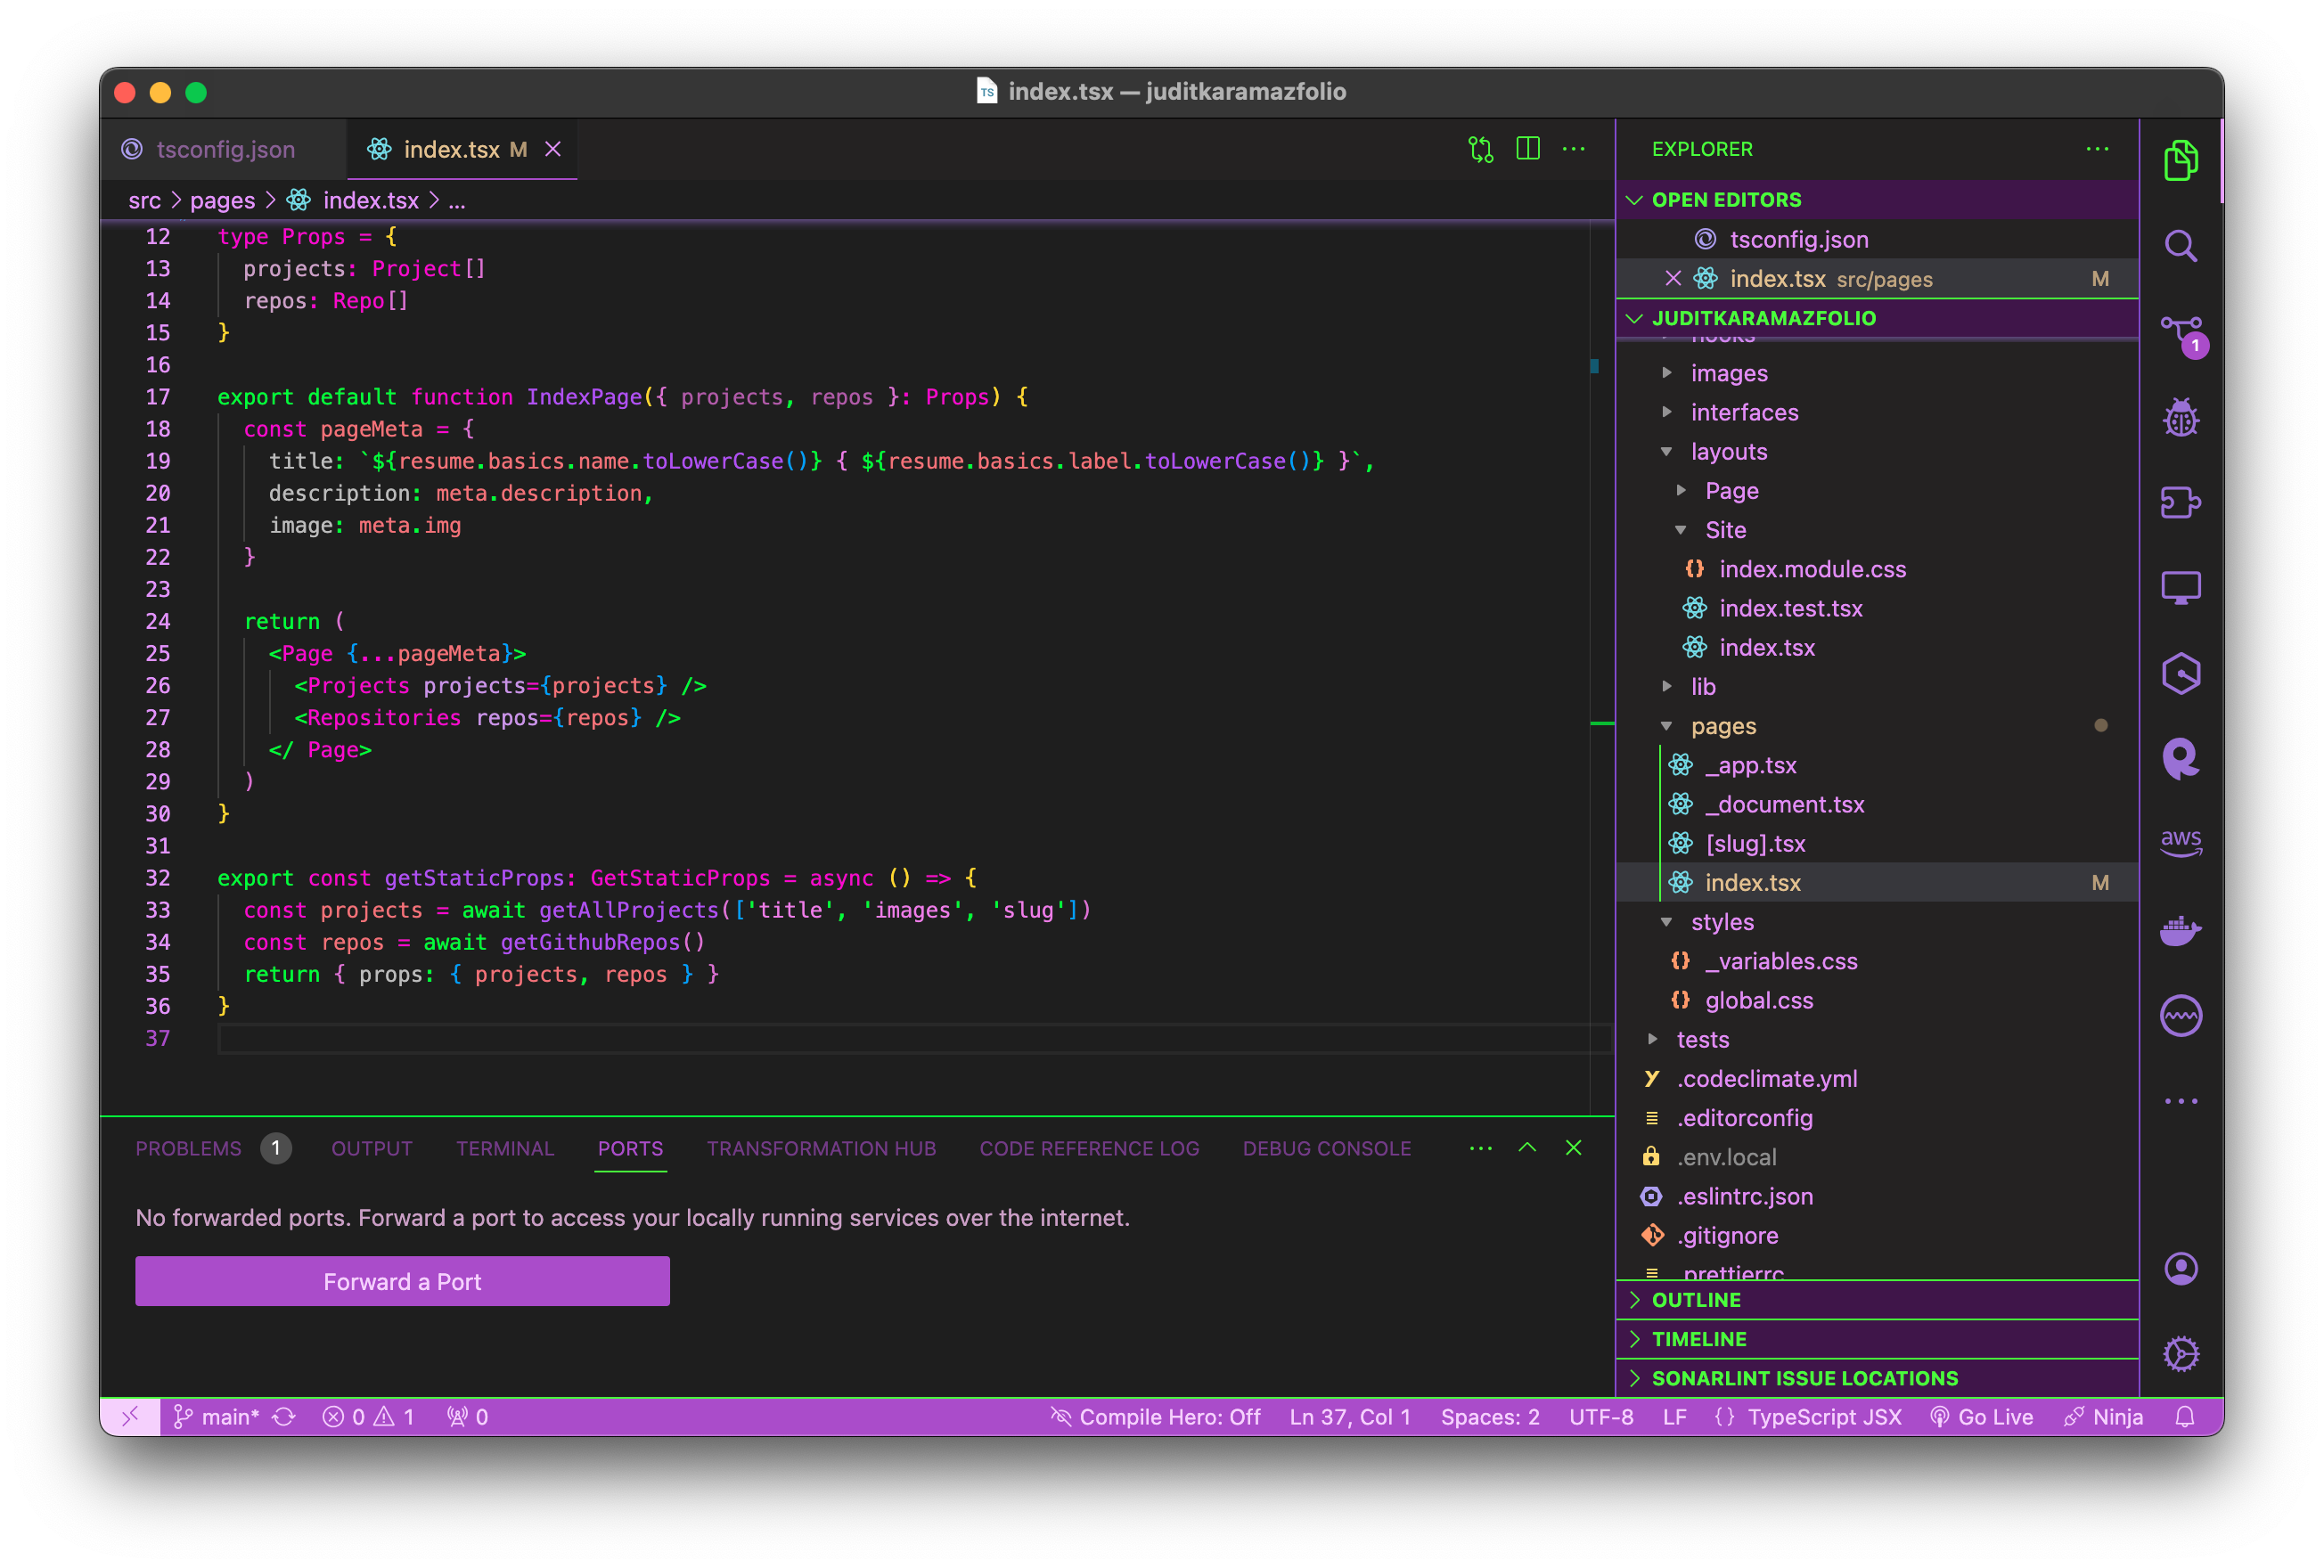 index.tsx — juditkaramazfolio
tsconfig.json
index.tsx M
src > pages > index.tsx > ...
12 type Props = {
13 projects: Project[]
14 repos: Repo[]
15 }
16
17 export default function IndexPage({ projects, repos }: Props) {
18 const pageMeta = {
19 title: `${resume.basics.name.toLowerCase()} { ${resume.basics.label.toLowerCase()} }`,
20 description: meta.description,
21 image: meta.img
22 }
23
24 return (
25 <Page {...pageMeta}>
26 <Projects projects={projects} />
27 <Repositories repos={repos} />
28 </ Page>
29 )
30 }
31
32 export const getStaticProps: GetStaticProps = async () => {
33 const projects = await getAllProjects(['title', 'images', 'slug'])
34 const repos = await getGithubRepos()
35 return { props: { projects, repos } }
36 }
37
PROBLEMS 1 OUTPUT TERMINAL PORTS TRANSFORMATION HUB CODE REFERENCE LOG DEBUG CONSOLE
No forwarded ports. Forward a port to access your locally running services over the internet.
Forward a Port
EXPLORER
OPEN EDITORS
tsconfig.json
index.tsx src/pages M
JUDITKARAMAZFOLIO
hooks
images
interfaces
layouts
Page
Site
index.module.css
index.test.tsx
index.tsx
lib
pages
_app.tsx
_document.tsx
[slug].tsx
index.tsx M
styles
_variables.css
global.css
tests
.codeclimate.yml
.editorconfig
.env.local
.eslintrc.json
.gitignore
.prettierrc
OUTLINE
TIMELINE
SONARLINT ISSUE LOCATIONS
1
aws
main* 0 1 0 Compile Hero: Off Ln 37, Col 1 Spaces: 2 UTF-8 LF {} TypeScript JSX Go Live Ninja